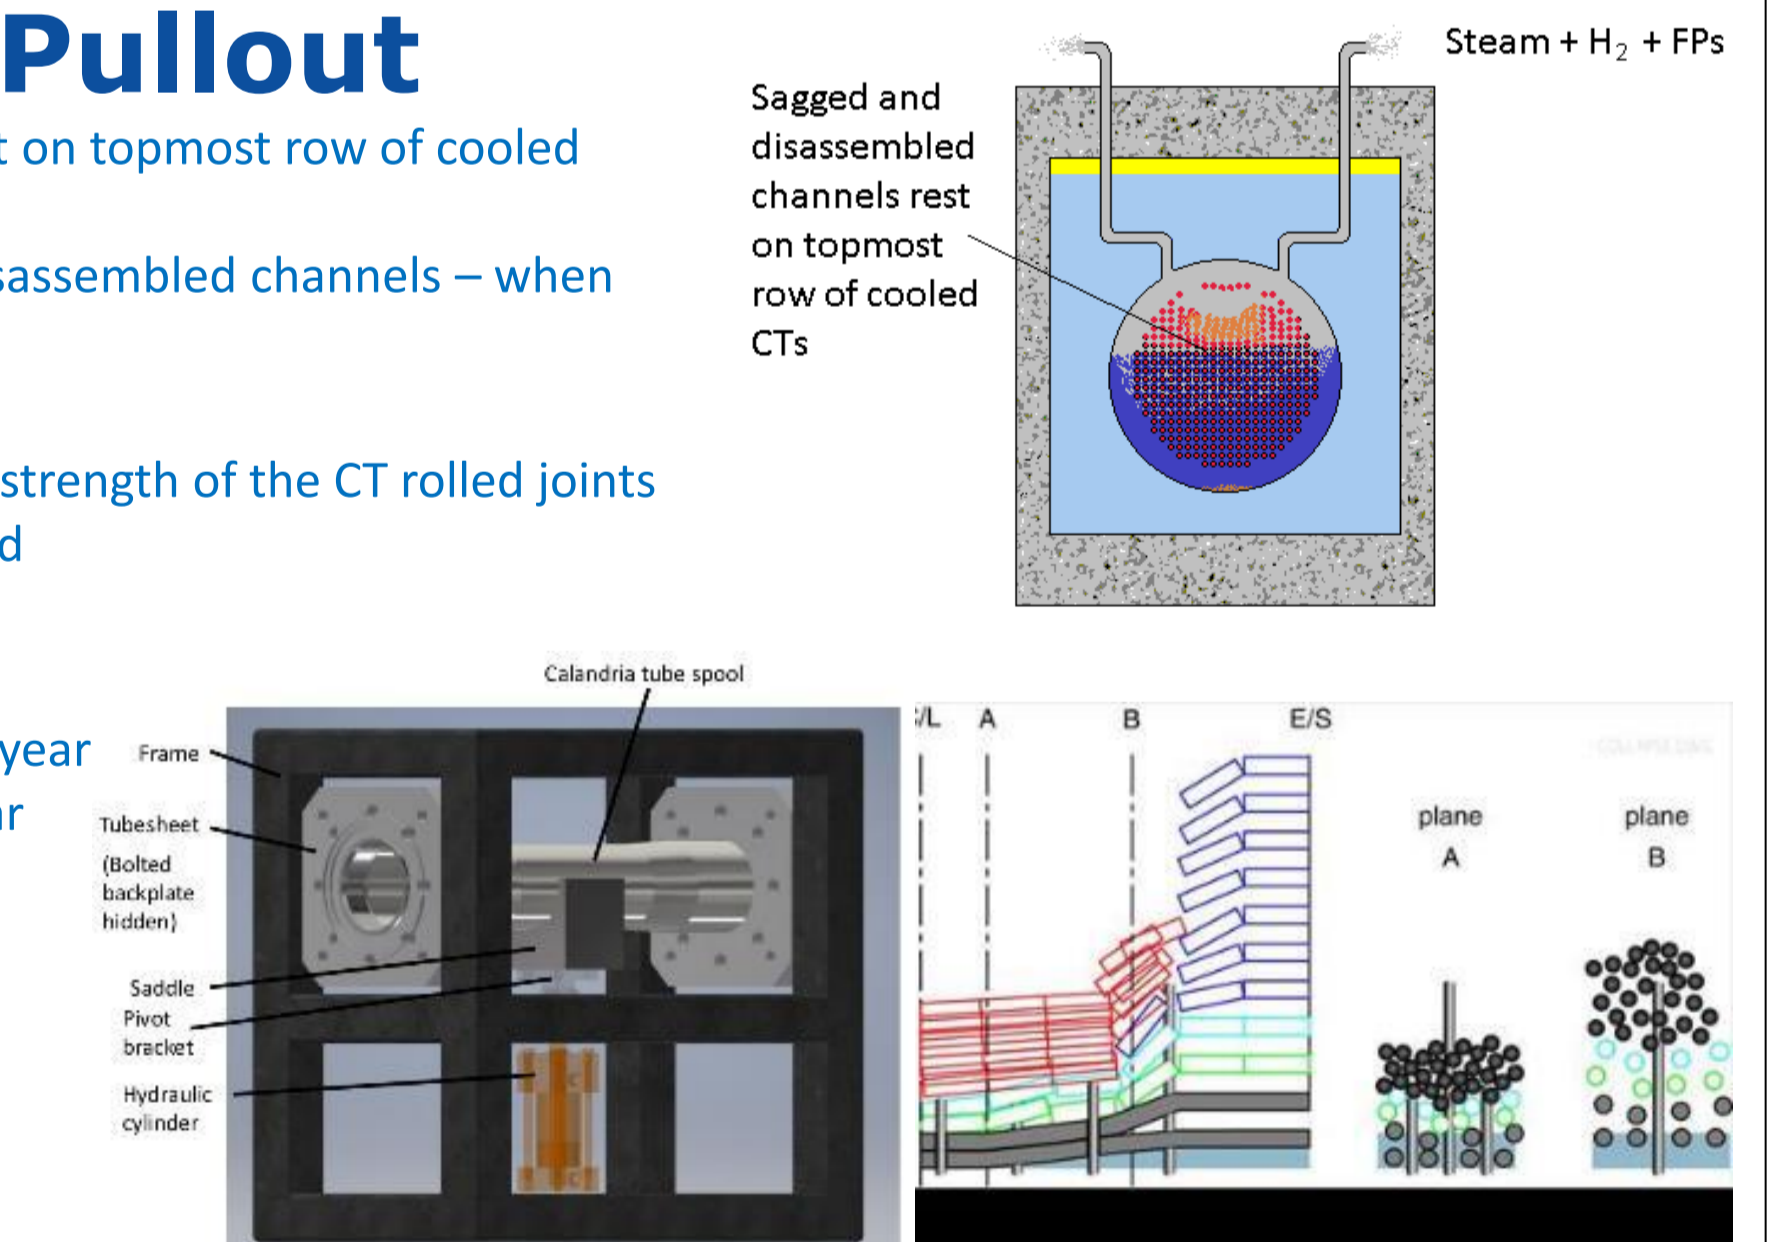 Pullout
t on topmost row of cooled
sassembled channels – when
strength of the CT rolled joints
d
year
ar
Steam + H₂ + FPs
Sagged and
disassembled
channels rest
on topmost
row of cooled
CTs
Calandria tube spool
Frame
Tubesheet
(Bolted
backplate
hidden)
Saddle
Pivot
bracket
Hydraulic
cylinder
/L A B E/S
plane
A
plane
B